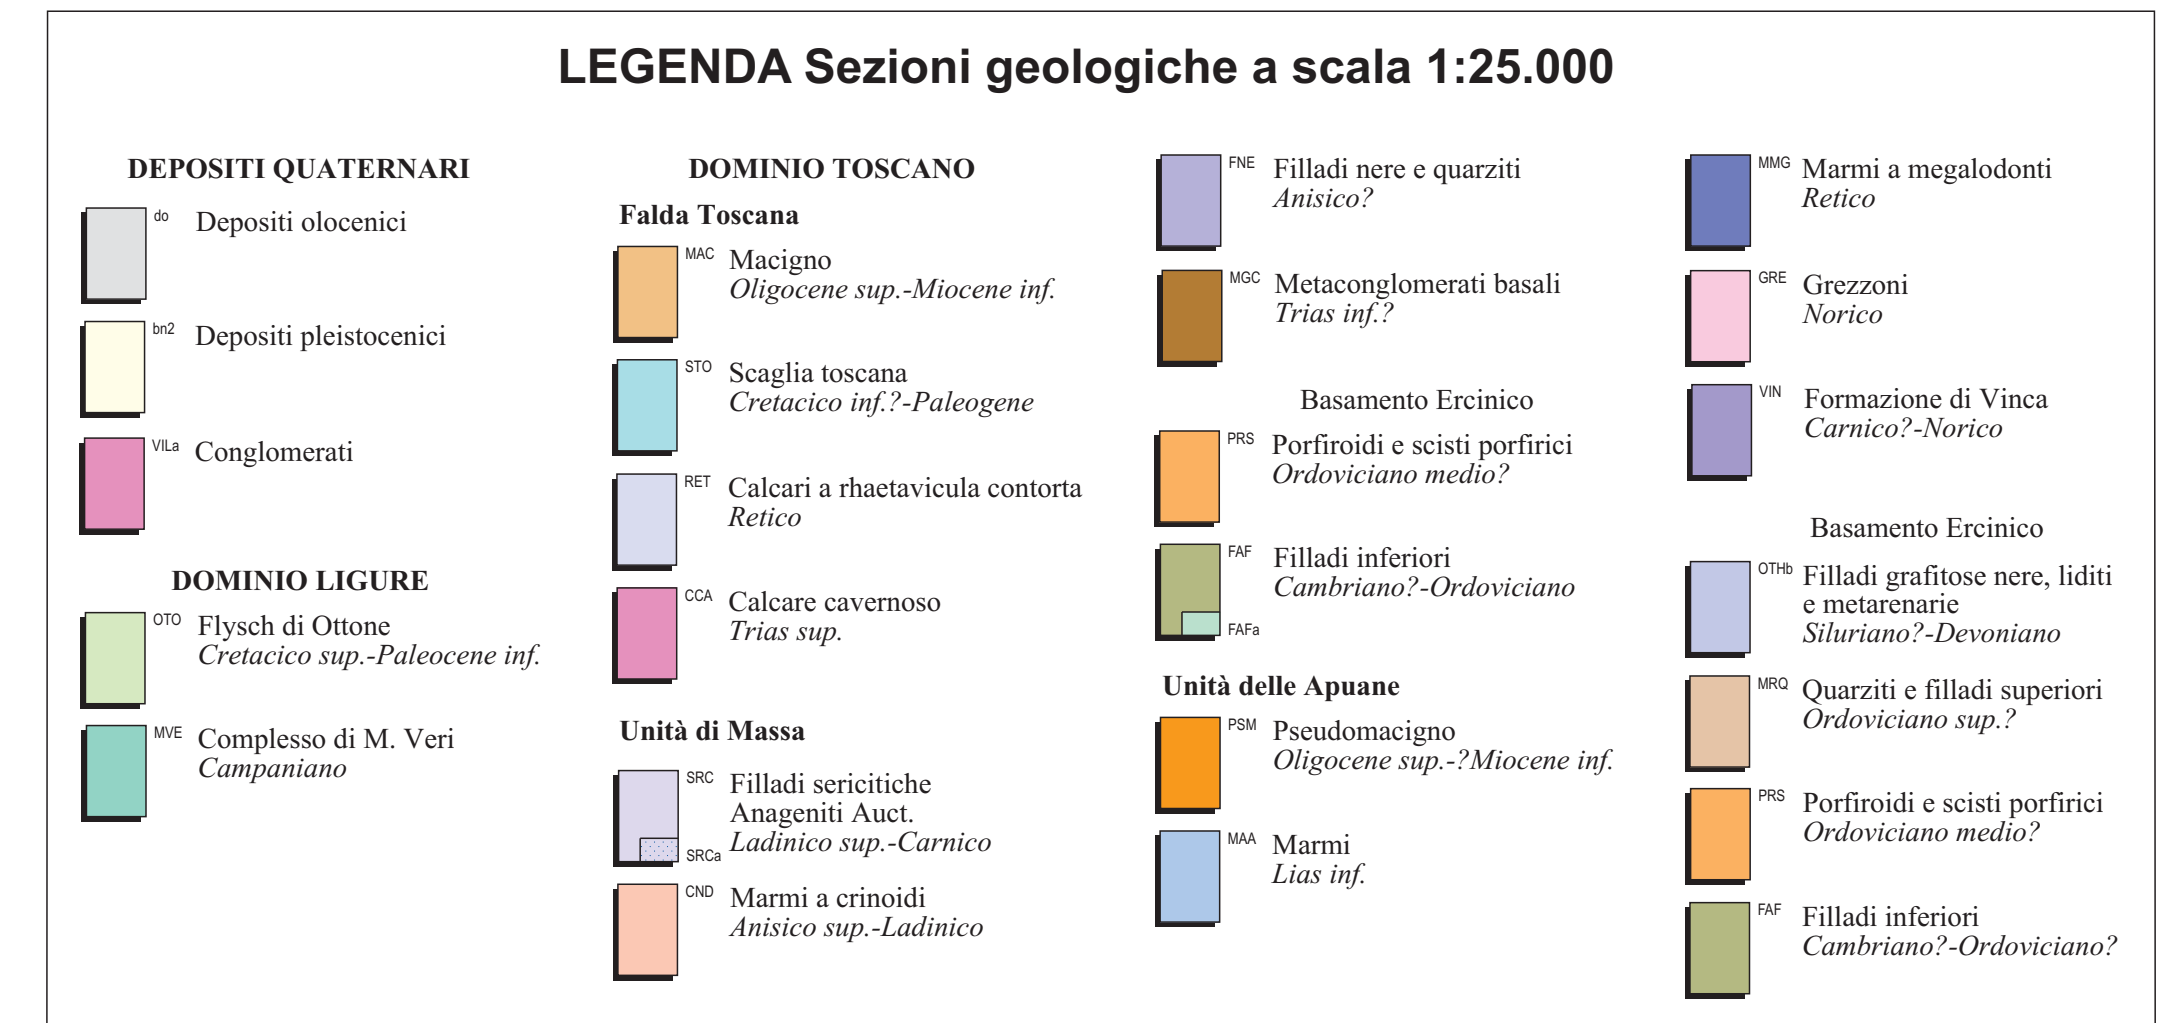 LEGENDA Sezioni geologiche a scala 1:25.000
DEPOSITI QUATERNARI
do
Depositi olocenici
bn2
Depositi pleistocenici
VILa
Conglomerati
DOMINIO LIGURE
OTO
Flysch di Ottone
Cretacico sup.-Paleocene inf.
MVE
Complesso di M. Veri
Campaniano
DOMINIO TOSCANO
Falda Toscana
MAC
Macigno
Oligocene sup.-Miocene inf.
STO
Scaglia toscana
Cretacico inf.?-Paleogene
RET
Calcari a rhaetavicula contorta
Retico
CCA
Calcare cavernoso
Trias sup.
Unità di Massa
SRC
Filladi sericitiche
Anageniti Auct.
Ladinico sup.-Carnico
SRCa
CND
Marmi a crinoidi
Anisico sup.-Ladinico
FNE
Filladi nere e quarziti
Anisico?
MGC
Metaconglomerati basali
Trias inf.?
Basamento Ercinico
PRS
Porfiroidi e scisti porfirici
Ordoviciano medio?
FAF
Filladi inferiori
Cambriano?-Ordoviciano
FAFa
Unità delle Apuane
PSM
Pseudomacigno
Oligocene sup.-?Miocene inf.
MAA
Marmi
Lias inf.
MMG
Marmi a megalodonti
Retico
GRE
Grezzoni
Norico
VIN
Formazione di Vinca
Carnico?-Norico
Basamento Ercinico
OTHb
Filladi grafitose nere, liditi
e metarenarie
Siluriano?-Devoniano
MRQ
Quarziti e filladi superiori
Ordoviciano sup.?
PRS
Porfiroidi e scisti porfirici
Ordoviciano medio?
FAF
Filladi inferiori
Cambriano?-Ordoviciano?